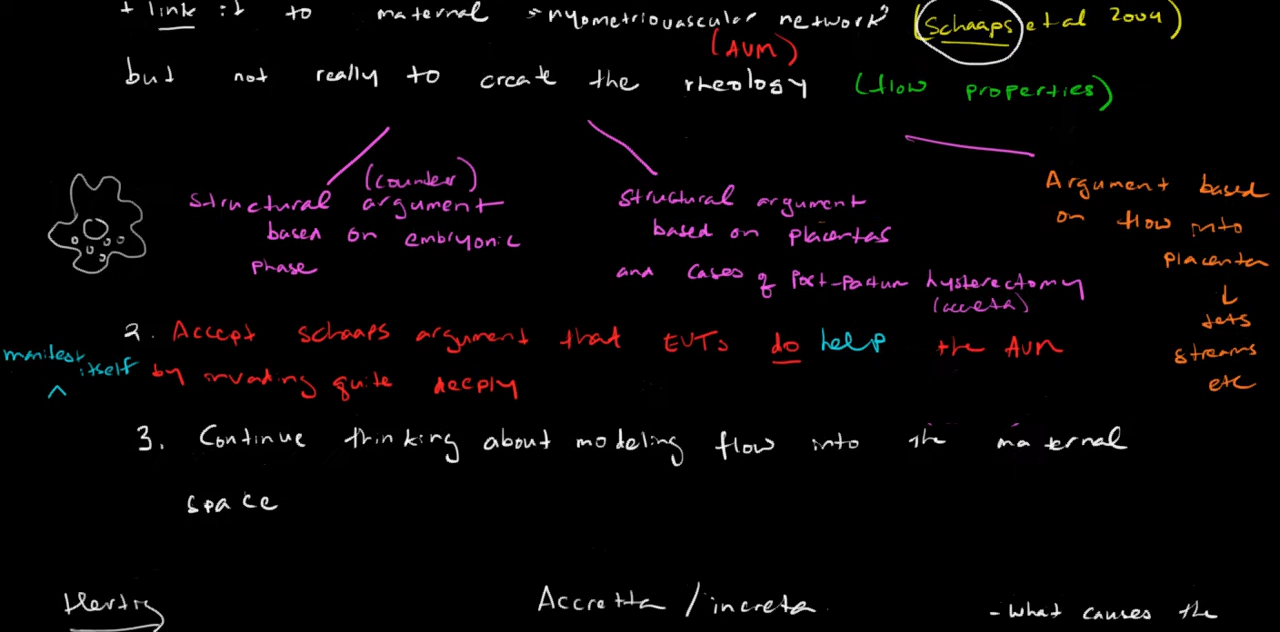 + link it to maternal "myometriovascular network" (Schaaps et al 2004)
(AVM)
but not really to create the rheology (flow properties)
(counter)
structural argument
based on embryonic
phase
structural argument
based on placentas
and cases of post-partum hysterectomy
(acceta)
Argument based
on flow into
placenta
↓
jets
streams
etc
2. Accept schaaps argument that EVTs do help the AVM
manifest itself
^
by invading quite deeply
3. Continue thinking about modeling flow into the maternal
space
Hertig
Accretta / increta
- what causes the